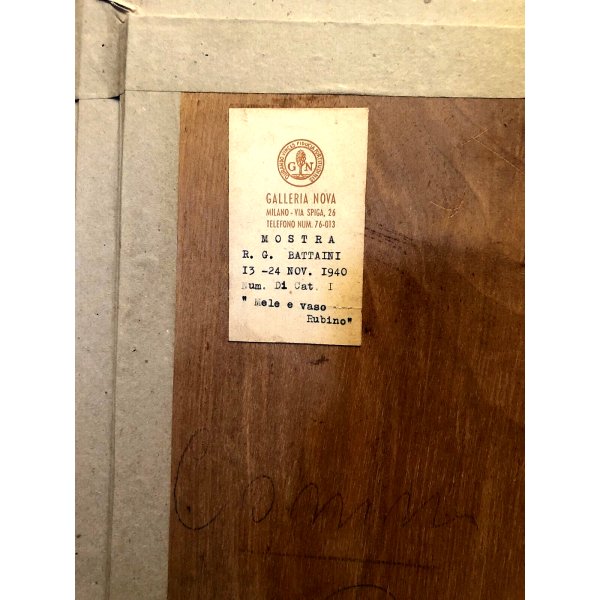 G N
GALLERIA NOVA
MILANO - VIA SPIGA, 26
TELEFONO NUM. 76-013
MOSTRA
R. G. BATTAINI
13 -24 NOV. 1940
Num. Di Cat. I
" Mele e vaso
Rubino"